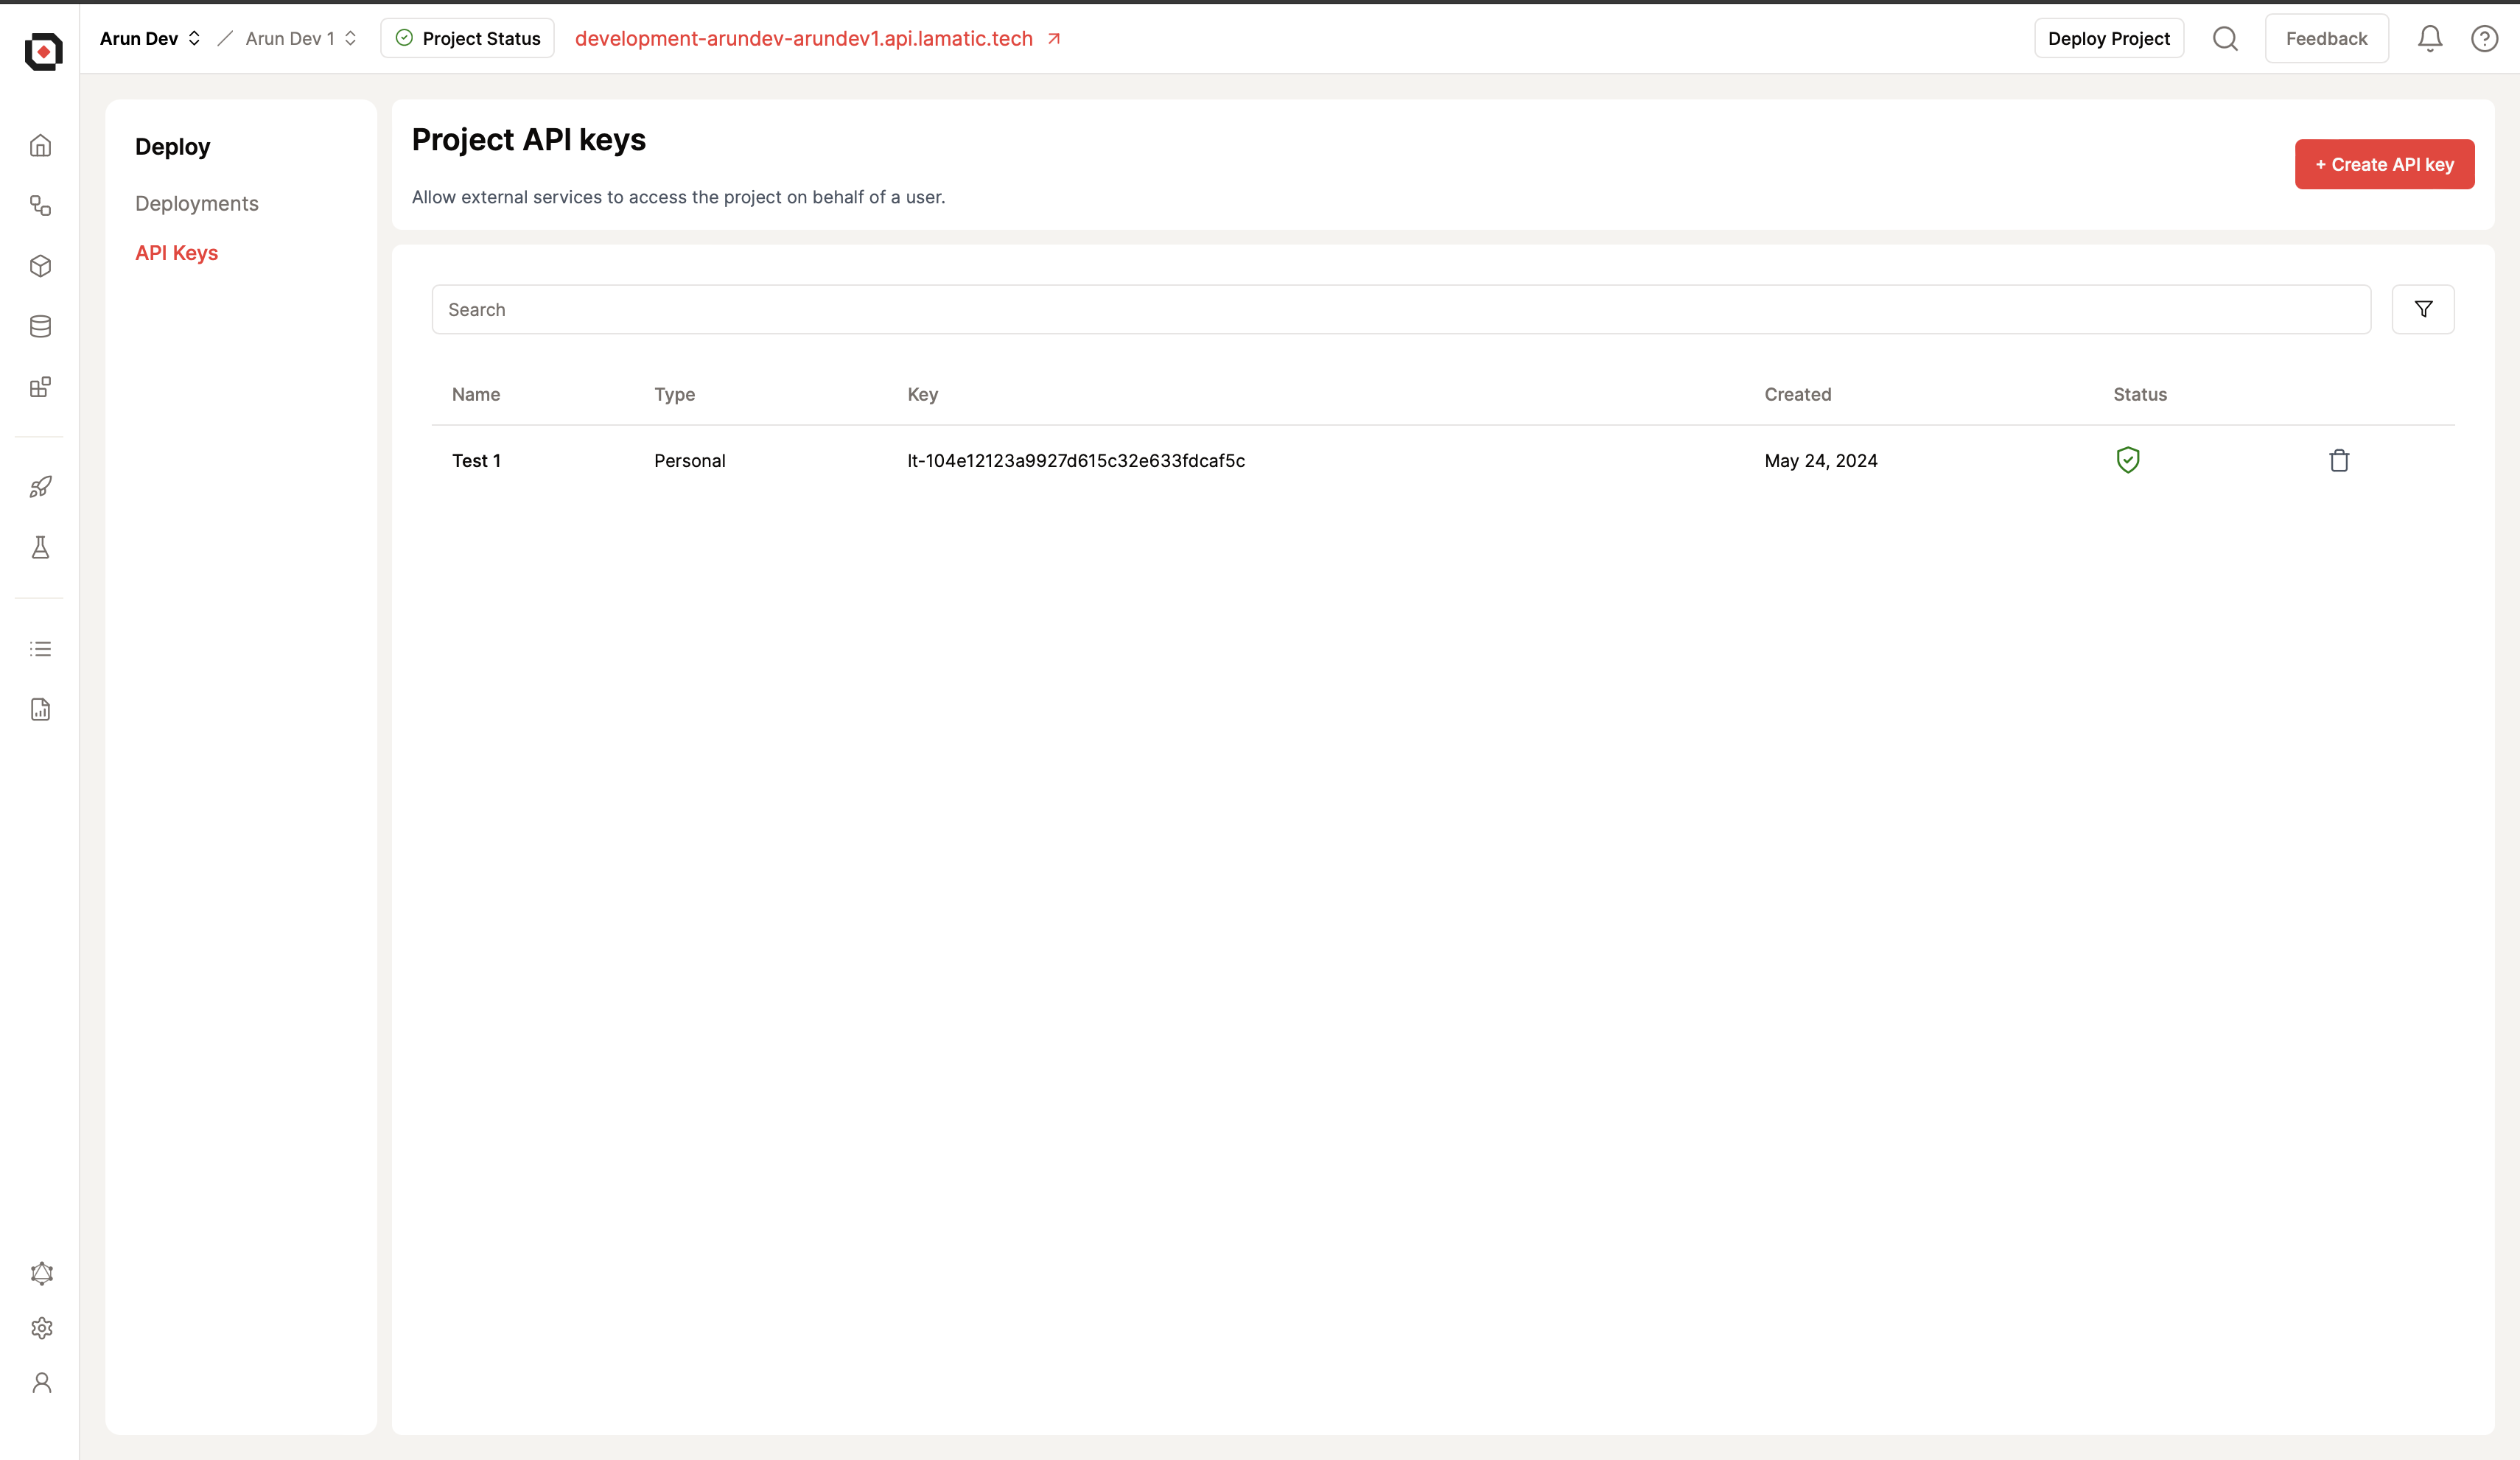 Arun Dev / Arun Dev 1 Project Status development-arundev-arundev1.api.lamatic.tech Deploy Project Feedback
Deploy
Deployments
API Keys
Project API keys
Allow external services to access the project on behalf of a user.
+ Create API key
Search
Name Type Key Created Status
Test 1 Personal lt-104e12123a9927d615c32e633fdcaf5c May 24, 2024